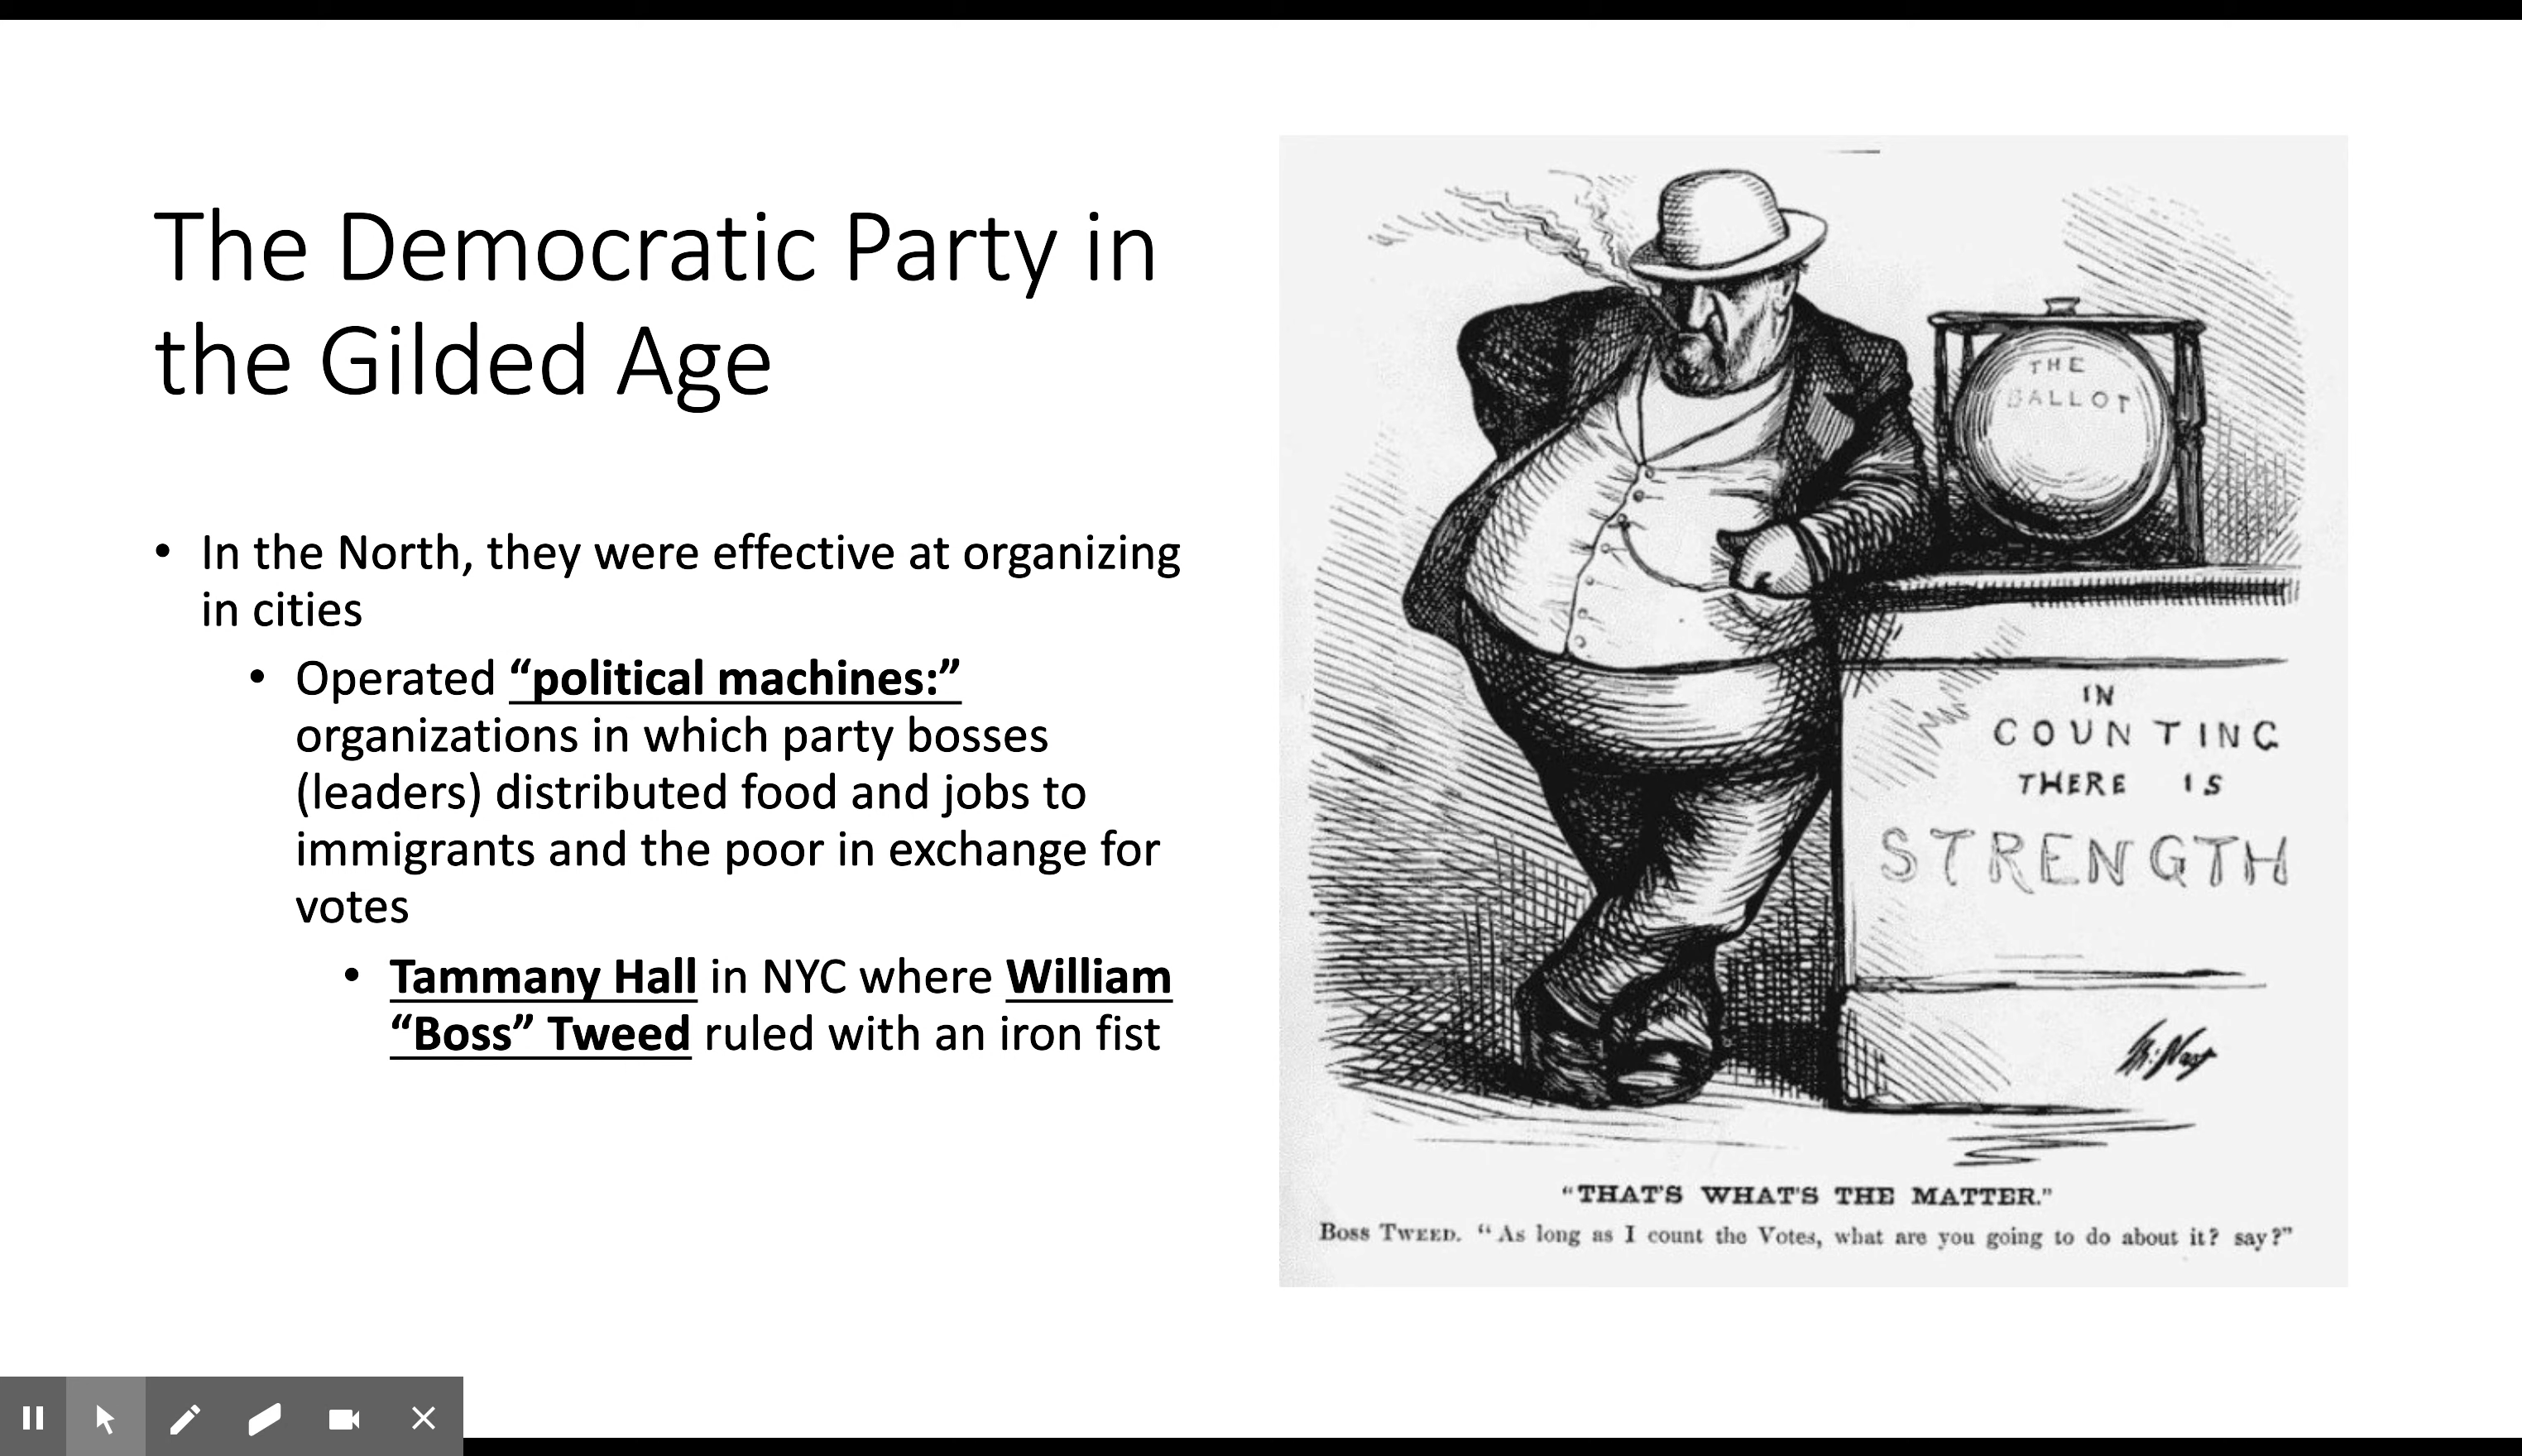 The Democratic Party in
the Gilded Age
• In the North, they were effective at organizing
in cities
• Operated “political machines:”
organizations in which party bosses
(leaders) distributed food and jobs to
immigrants and the poor in exchange for
votes
• Tammany Hall in NYC where William
“Boss” Tweed ruled with an iron fist
THE
BALLOT
IN
COUNTING
THERE IS
STRENGTH
Th: Nast
“THAT'S WHAT'S THE MATTER.”
BOSS TWEED. “As long as I count the Votes, what are you going to do about it? say?”